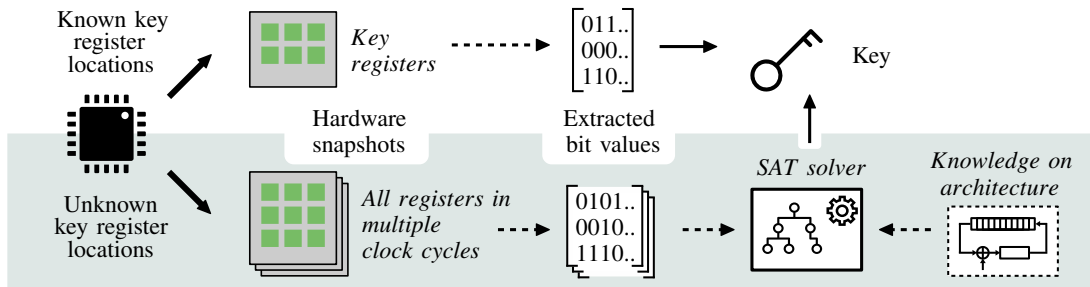 Known key
register
locations
Key
registers
011..
000..
110..
Key
Hardware
snapshots
Extracted
bit values
Unknown
key register
locations
All registers in
multiple
clock cycles
0101..
0010..
1110..
SAT solver
Knowledge on
architecture